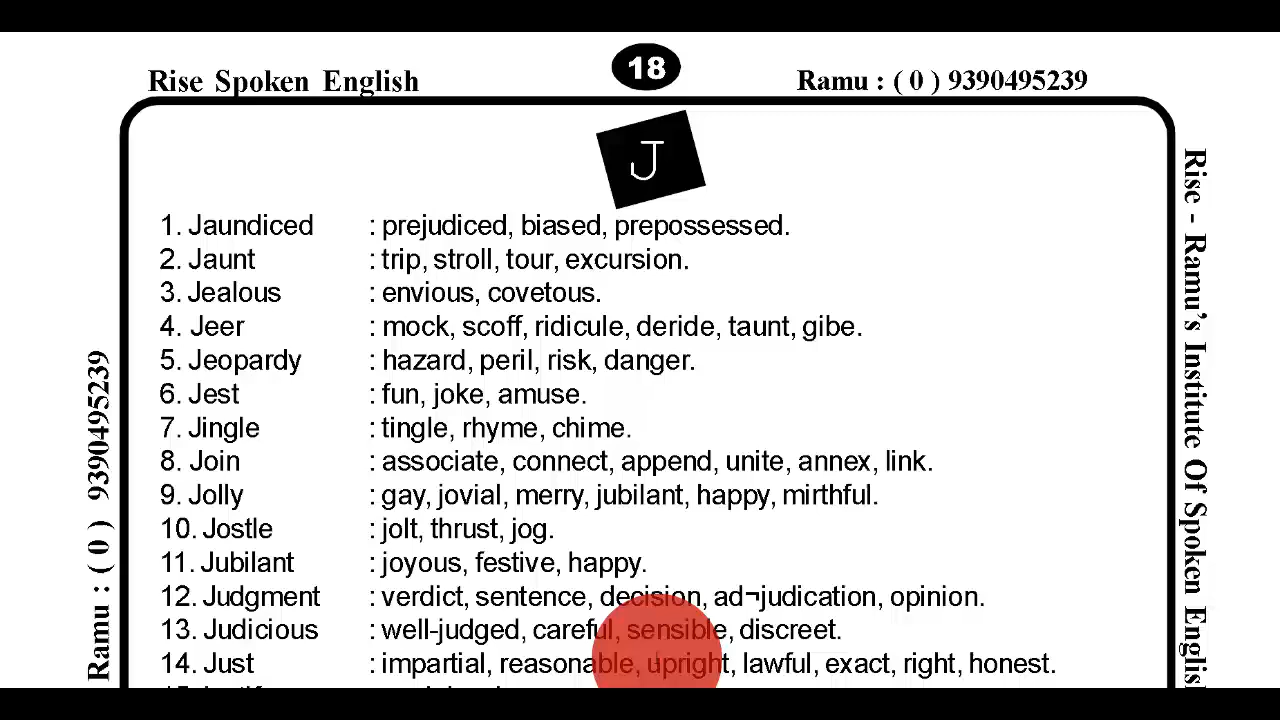 18
Rise Spoken English
Ramu : ( 0 ) 9390495239
J
1. Jaundiced : prejudiced, biased, prepossessed.
2. Jaunt : trip, stroll, tour, excursion.
3. Jealous : envious, covetous.
4. Jeer : mock, scoff, ridicule, deride, taunt, gibe.
5. Jeopardy : hazard, peril, risk, danger.
6. Jest : fun, joke, amuse.
7. Jingle : tingle, rhyme, chime.
8. Join : associate, connect, append, unite, annex, link.
9. Jolly : gay, jovial, merry, jubilant, happy, mirthful.
10. Jostle : jolt, thrust, jog.
11. Jubilant : joyous, festive, happy.
12. Judgment : verdict, sentence, decision, ad¬judication, opinion.
13. Judicious : well-judged, careful, sensible, discreet.
14. Just : impartial, reasonable, upright, lawful, exact, right, honest.
Ramu : ( 0 ) 9390495239
Rise - Ramu's Institute Of Spoken Englis